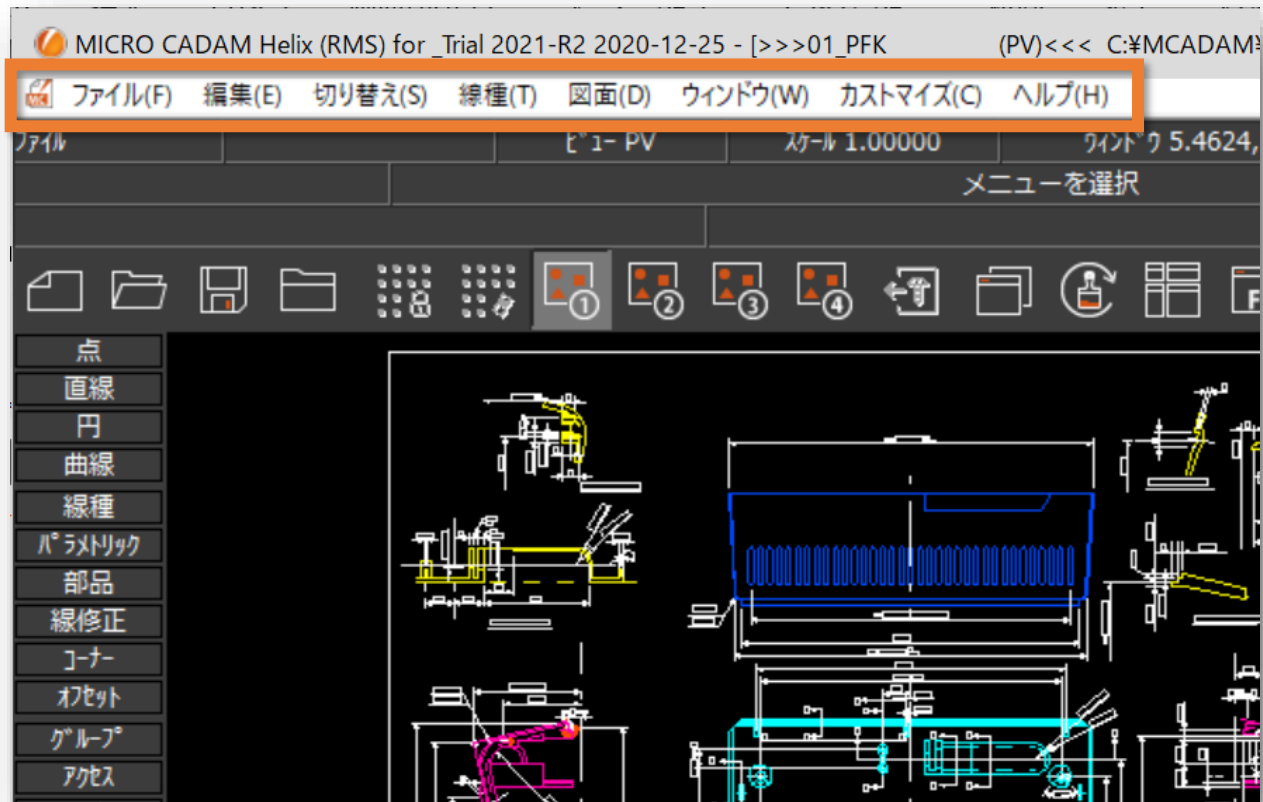 MICRO CADAM Helix (RMS) for _Trial 2021-R2 2020-12-25 - [>>>01_PFK (PV)<<< C:¥MCADAM¥
ファイル(F) 編集(E) 切り替え(S) 線種(T) 図面(D) ウィンドウ(W) カストマイズ(C) ヘルプ(H)
ﾌｧｲﾙ ﾋﾞｭｰ PV ｽｹｰﾙ 1.00000 ｳｨﾝﾄﾞｳ 5.4624,
メニューを選択
1 2 3 4 F
点
直線
円
曲線
線種
ﾊﾟﾗﾒﾄﾘｯｸ
部品
線修正
ｺｰﾅｰ
ｵﾌｾｯﾄ
ｸﾞﾙｰﾌﾟ
ｱｸｾｽ